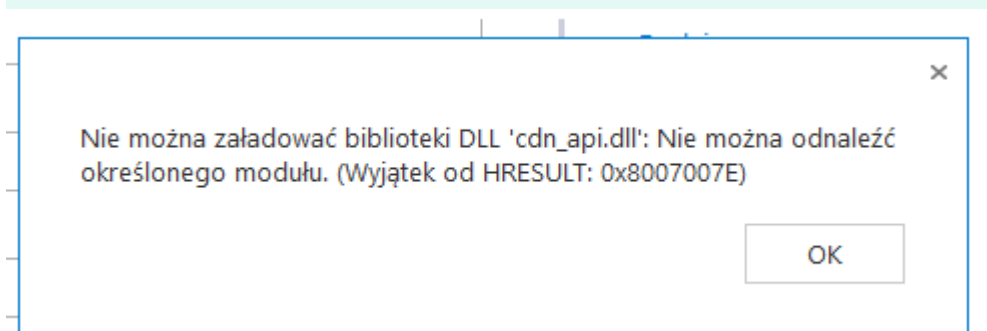 ×
Nie można załadować biblioteki DLL 'cdn_api.dll': Nie można odnaleźć
określonego modułu. (Wyjątek od HRESULT: 0x8007007E)
OK